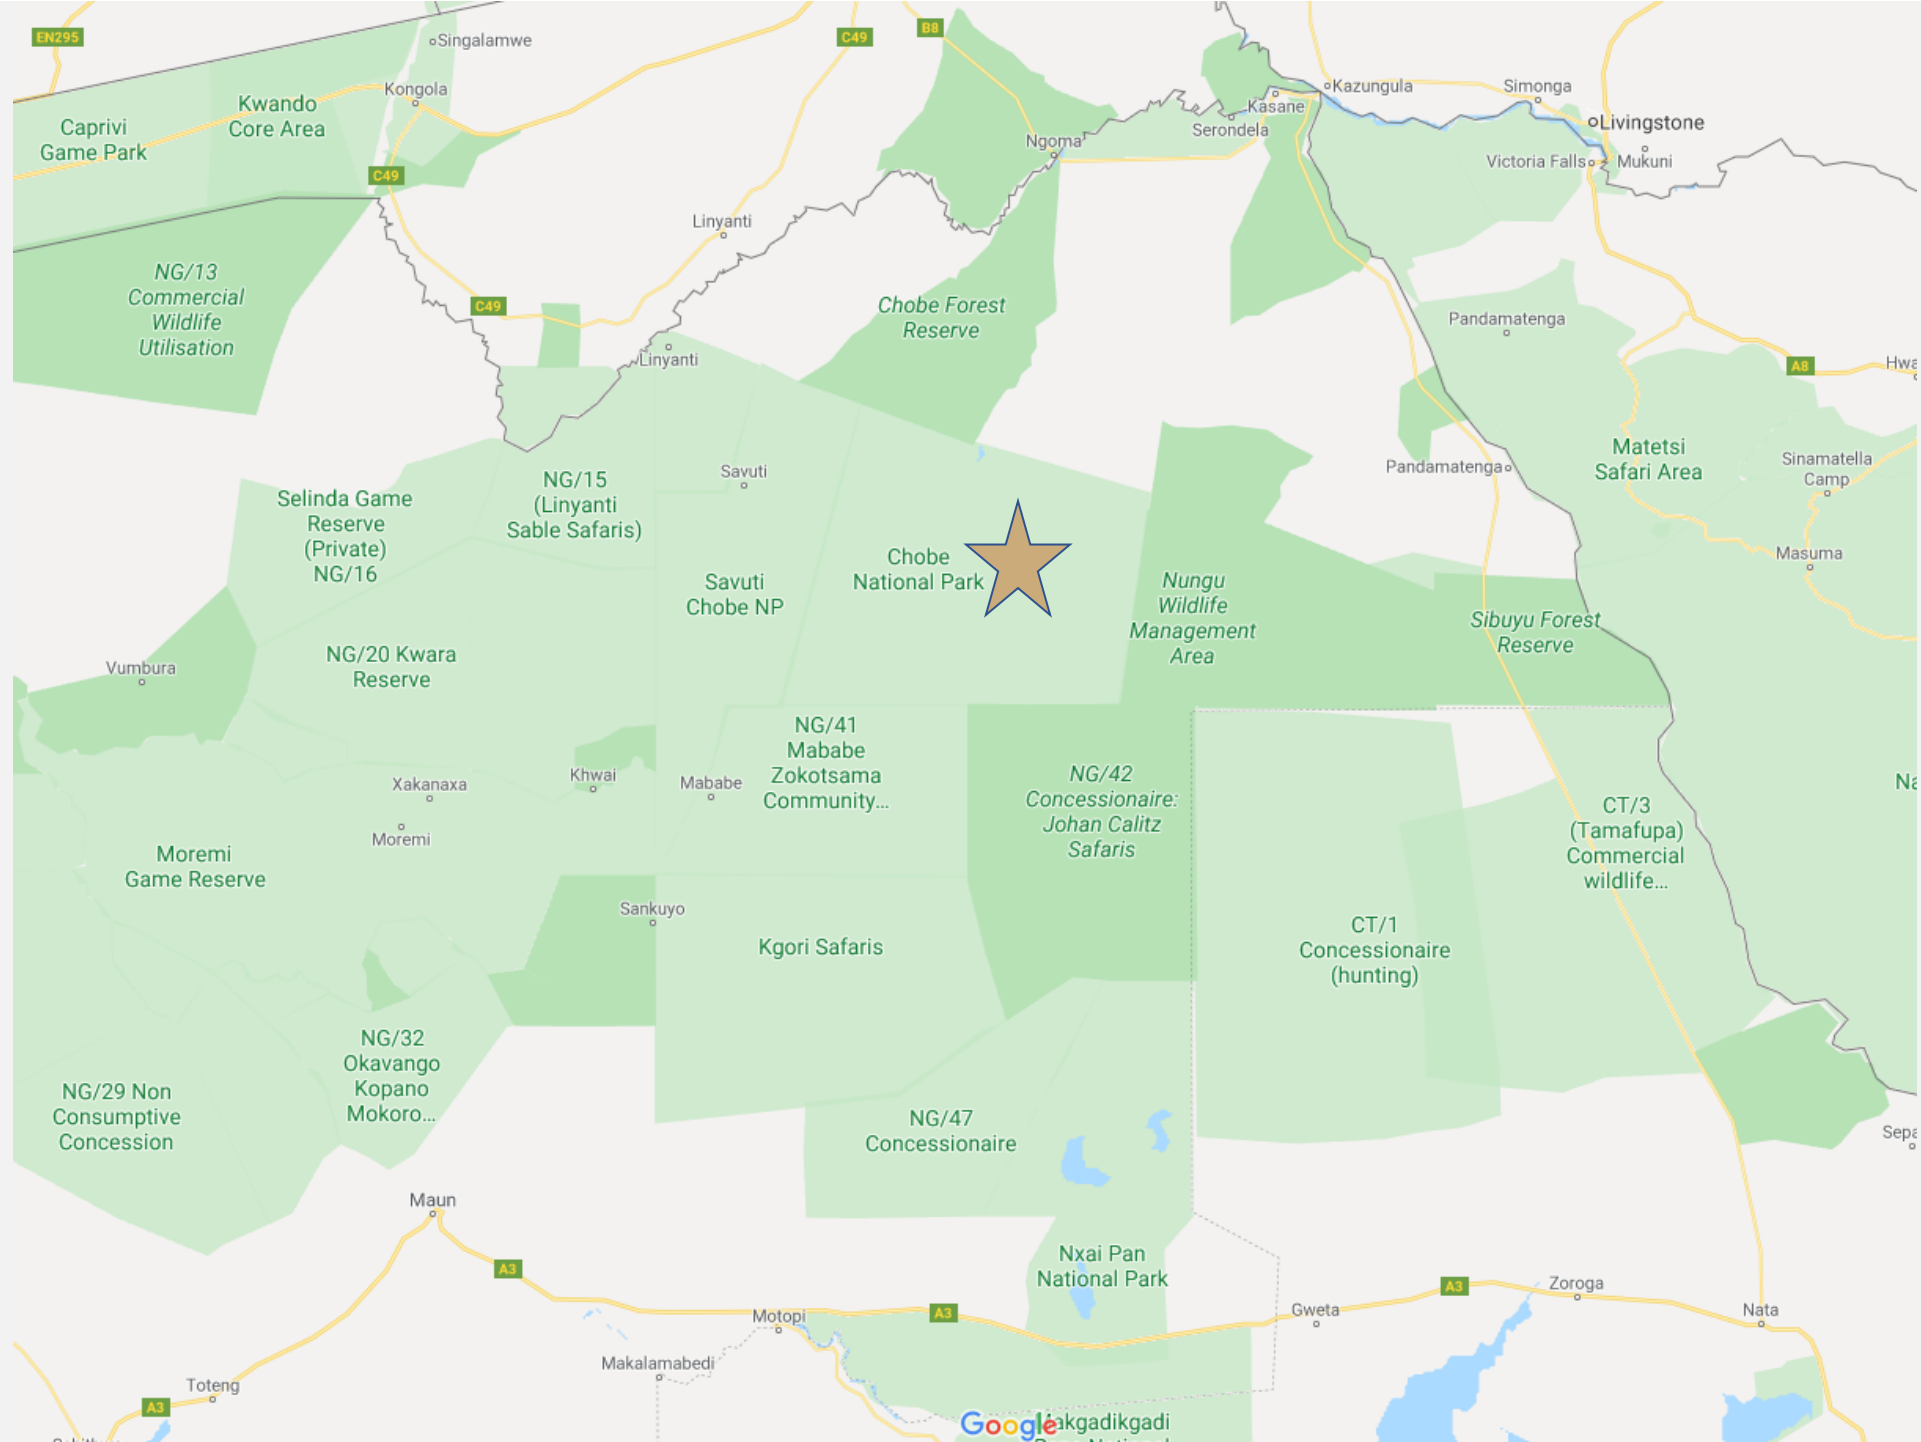 EN295
Singalamwe
C49
B8
Kongola
Kwando
Core Area
Caprivi
Game Park
C49
Kazungula
Simonga
Kasane
Serondela
Livingstone
Ngoma
Victoria Falls
Mukuni
Linyanti
NG/13
Commercial
Wildlife
Utilisation
C49
Chobe Forest
Reserve
Pandamatenga
Linyanti
A8
Hwa
Savuti
Pandamatenga
Matetsi
Safari Area
Sinamatella
Camp
Selinda Game
Reserve
(Private)
NG/16
NG/15
(Linyanti
Sable Safaris)
Chobe
National Park
Masuma
Savuti
Chobe NP
Nungu
Wildlife
Management
Area
Sibuyu Forest
Reserve
NG/20 Kwara
Reserve
Vumbura
NG/41
Mababe
Zokotsama
Community...
Khwai
Mababe
Xakanaxa
Moremi
NG/42
Concessionaire:
Johan Calitz
Safaris
Na
CT/3
(Tamafupa)
Commercial
wildlife...
Moremi
Game Reserve
Sankuyo
Kgori Safaris
CT/1
Concessionaire
(hunting)
NG/32
Okavango
Kopano
Mokoro...
NG/29 Non
Consumptive
Concession
NG/47
Concessionaire
Sepa
Maun
A3
Nxai Pan
National Park
A3
Zoroga
Motopi
A3
Gweta
Nata
Makalamabedi
Toteng
A3
Google
Makgadikgadi